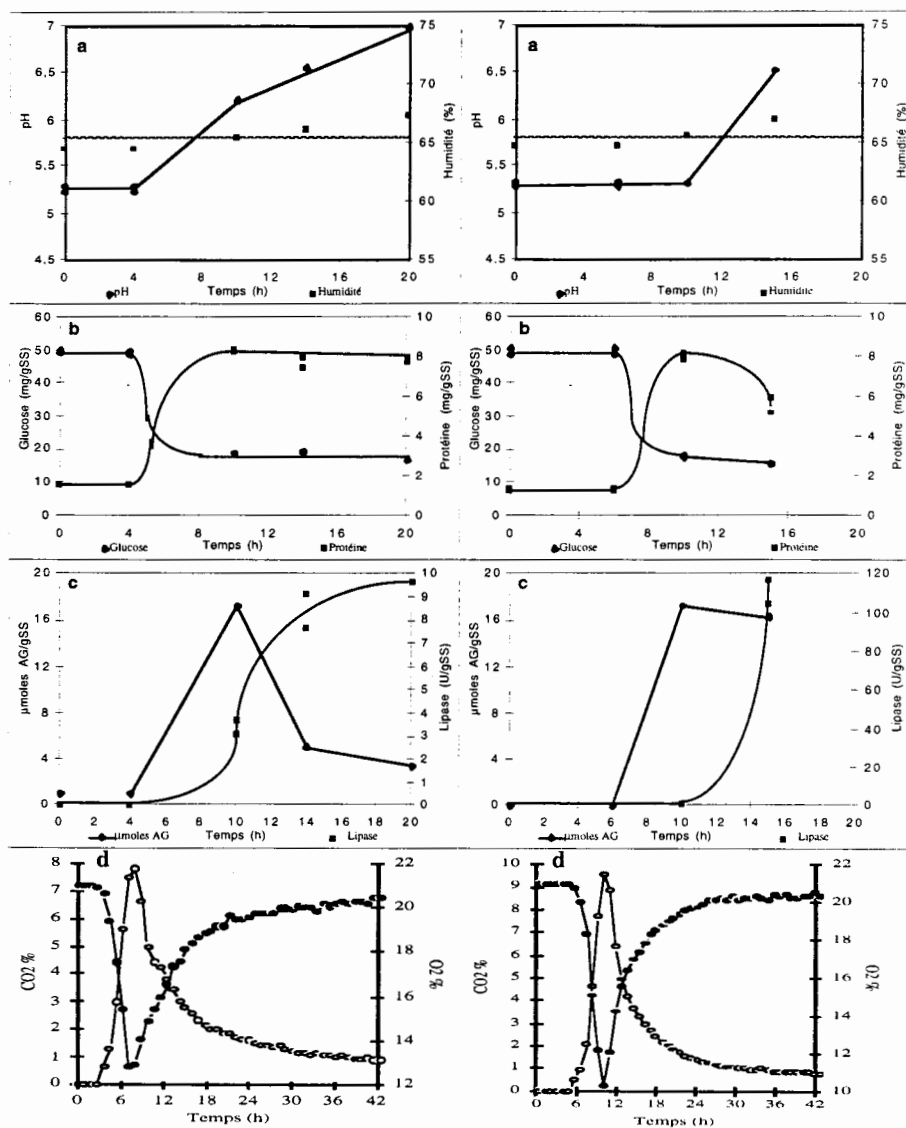 a
7
6.5
6
5.5
5
4.5
pH
75
70
65
60
55
Humidité (%)
0 4 8 12 16 20
pH Temps (h) Humidité
a
7
6.5
6
5.5
5
4.5
pH
75
70
65
60
55
Humidité (%)
0 4 8 12 16 20
pH Temps (h) Humidité
b
60
50
40
30
20
10
0
Glucose (mg/gSS)
10
8
6
4
2
0
Protéine (mg/gSS)
0 4 8 12 16 20
Glucose Temps (h) Protéine
b
60
50
40
30
20
10
0
Glucose (mg/gSS)
10
8
6
4
2
0
Protéine (mg/gSS)
0 4 8 12 16 20
Glucose Temps (h) Protéine
c
20
16
12
8
4
0
µmoles AG/gSS
10
9
8
7
6
5
4
3
2
1
0
Lipase (U/gSS)
0 2 4 6 8 10 12 14 16 18 20
µmoles AG Temps (h) Lipase
c
20
16
12
8
4
0
µmoles AG/gSS
120
100
80
60
40
20
0
Lipase (U/gSS)
0 2 4 6 8 10 12 14 16 18 20
µmoles AG Temps (h) Lipase
d
8
7
6
5
4
3
2
1
0
CO2 %
22
20
18
16
14
12
O2 %
0 6 12 18 24 30 36 42
Temps (h)
d
10
9
8
7
6
5
4
3
2
1
0
CO2 %
22
20
18
16
14
12
10
O2 %
0 6 12 18 24 30 36 42
Temps (h)